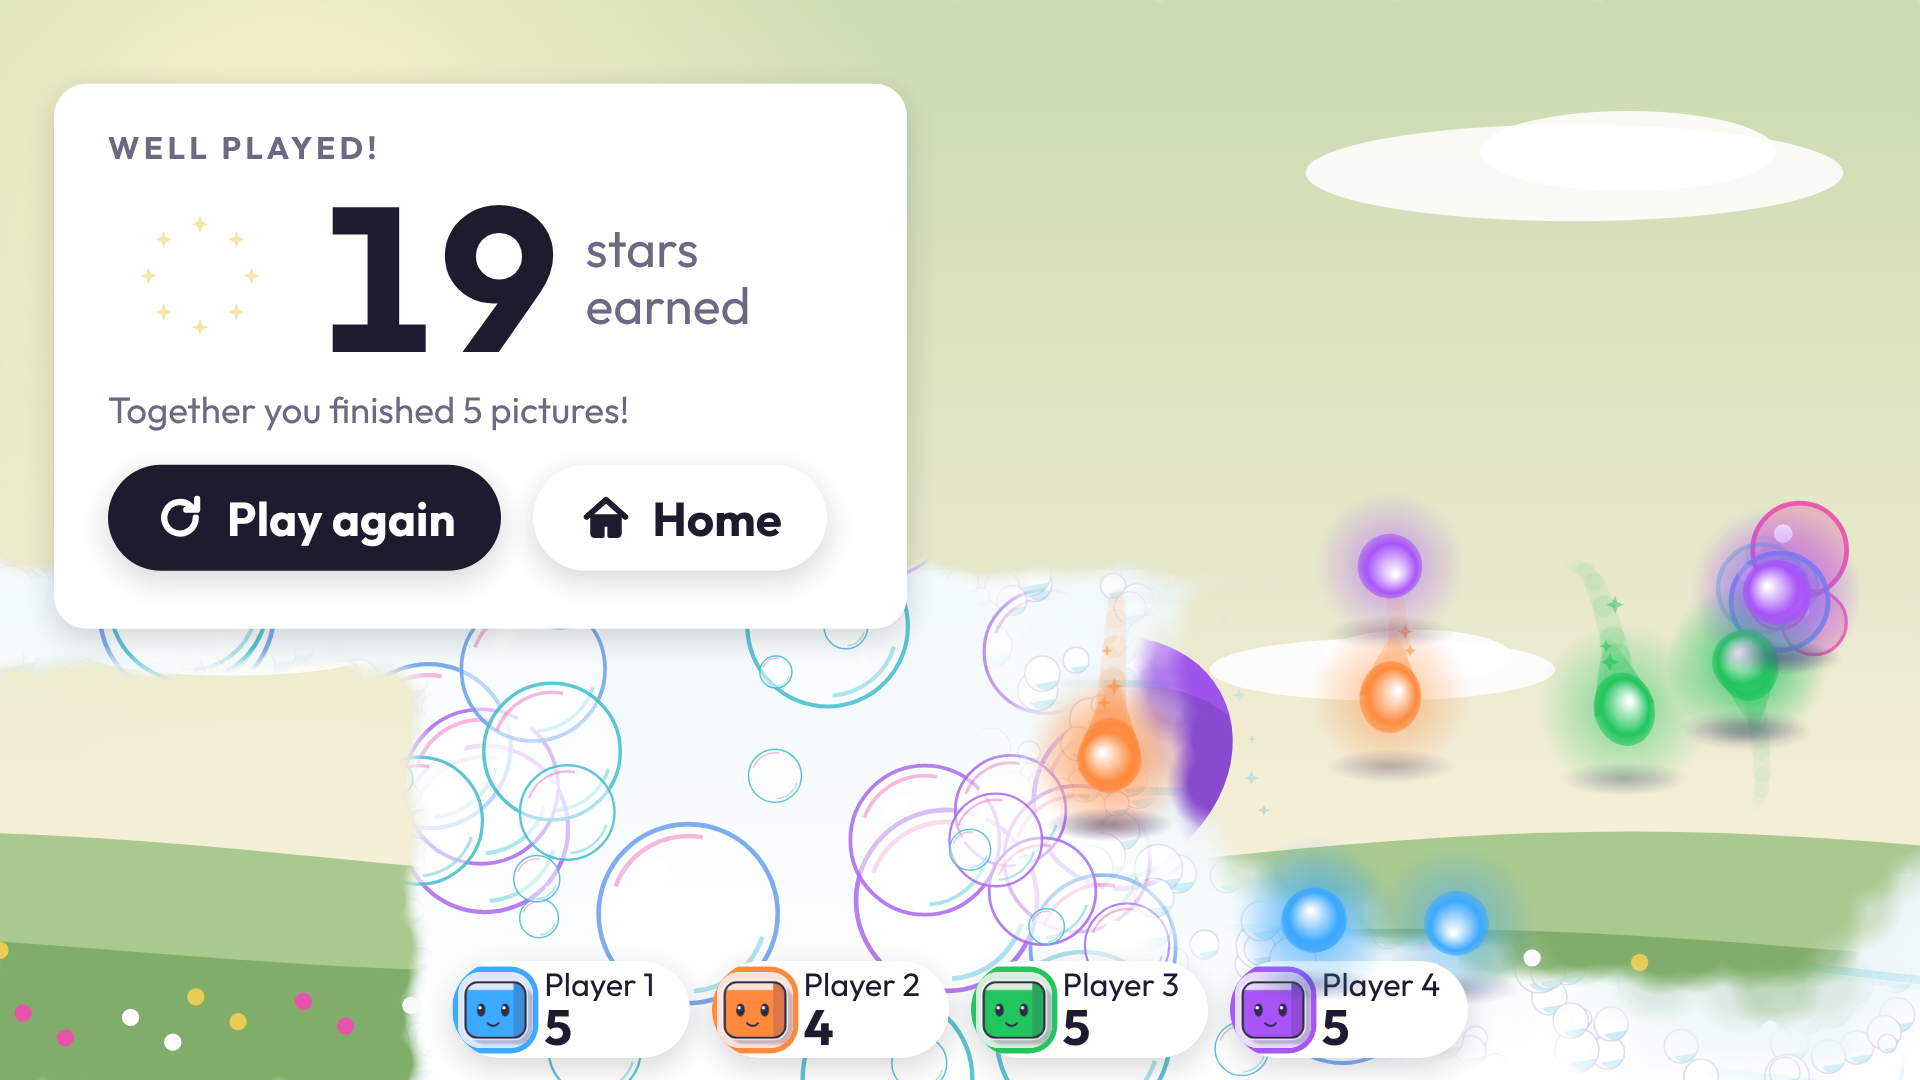 WELL PLAYED!
19
stars
earned
Together you finished 5 pictures!
Play again
Home
Player 1
5
Player 2
4
Player 3
5
Player 4
5